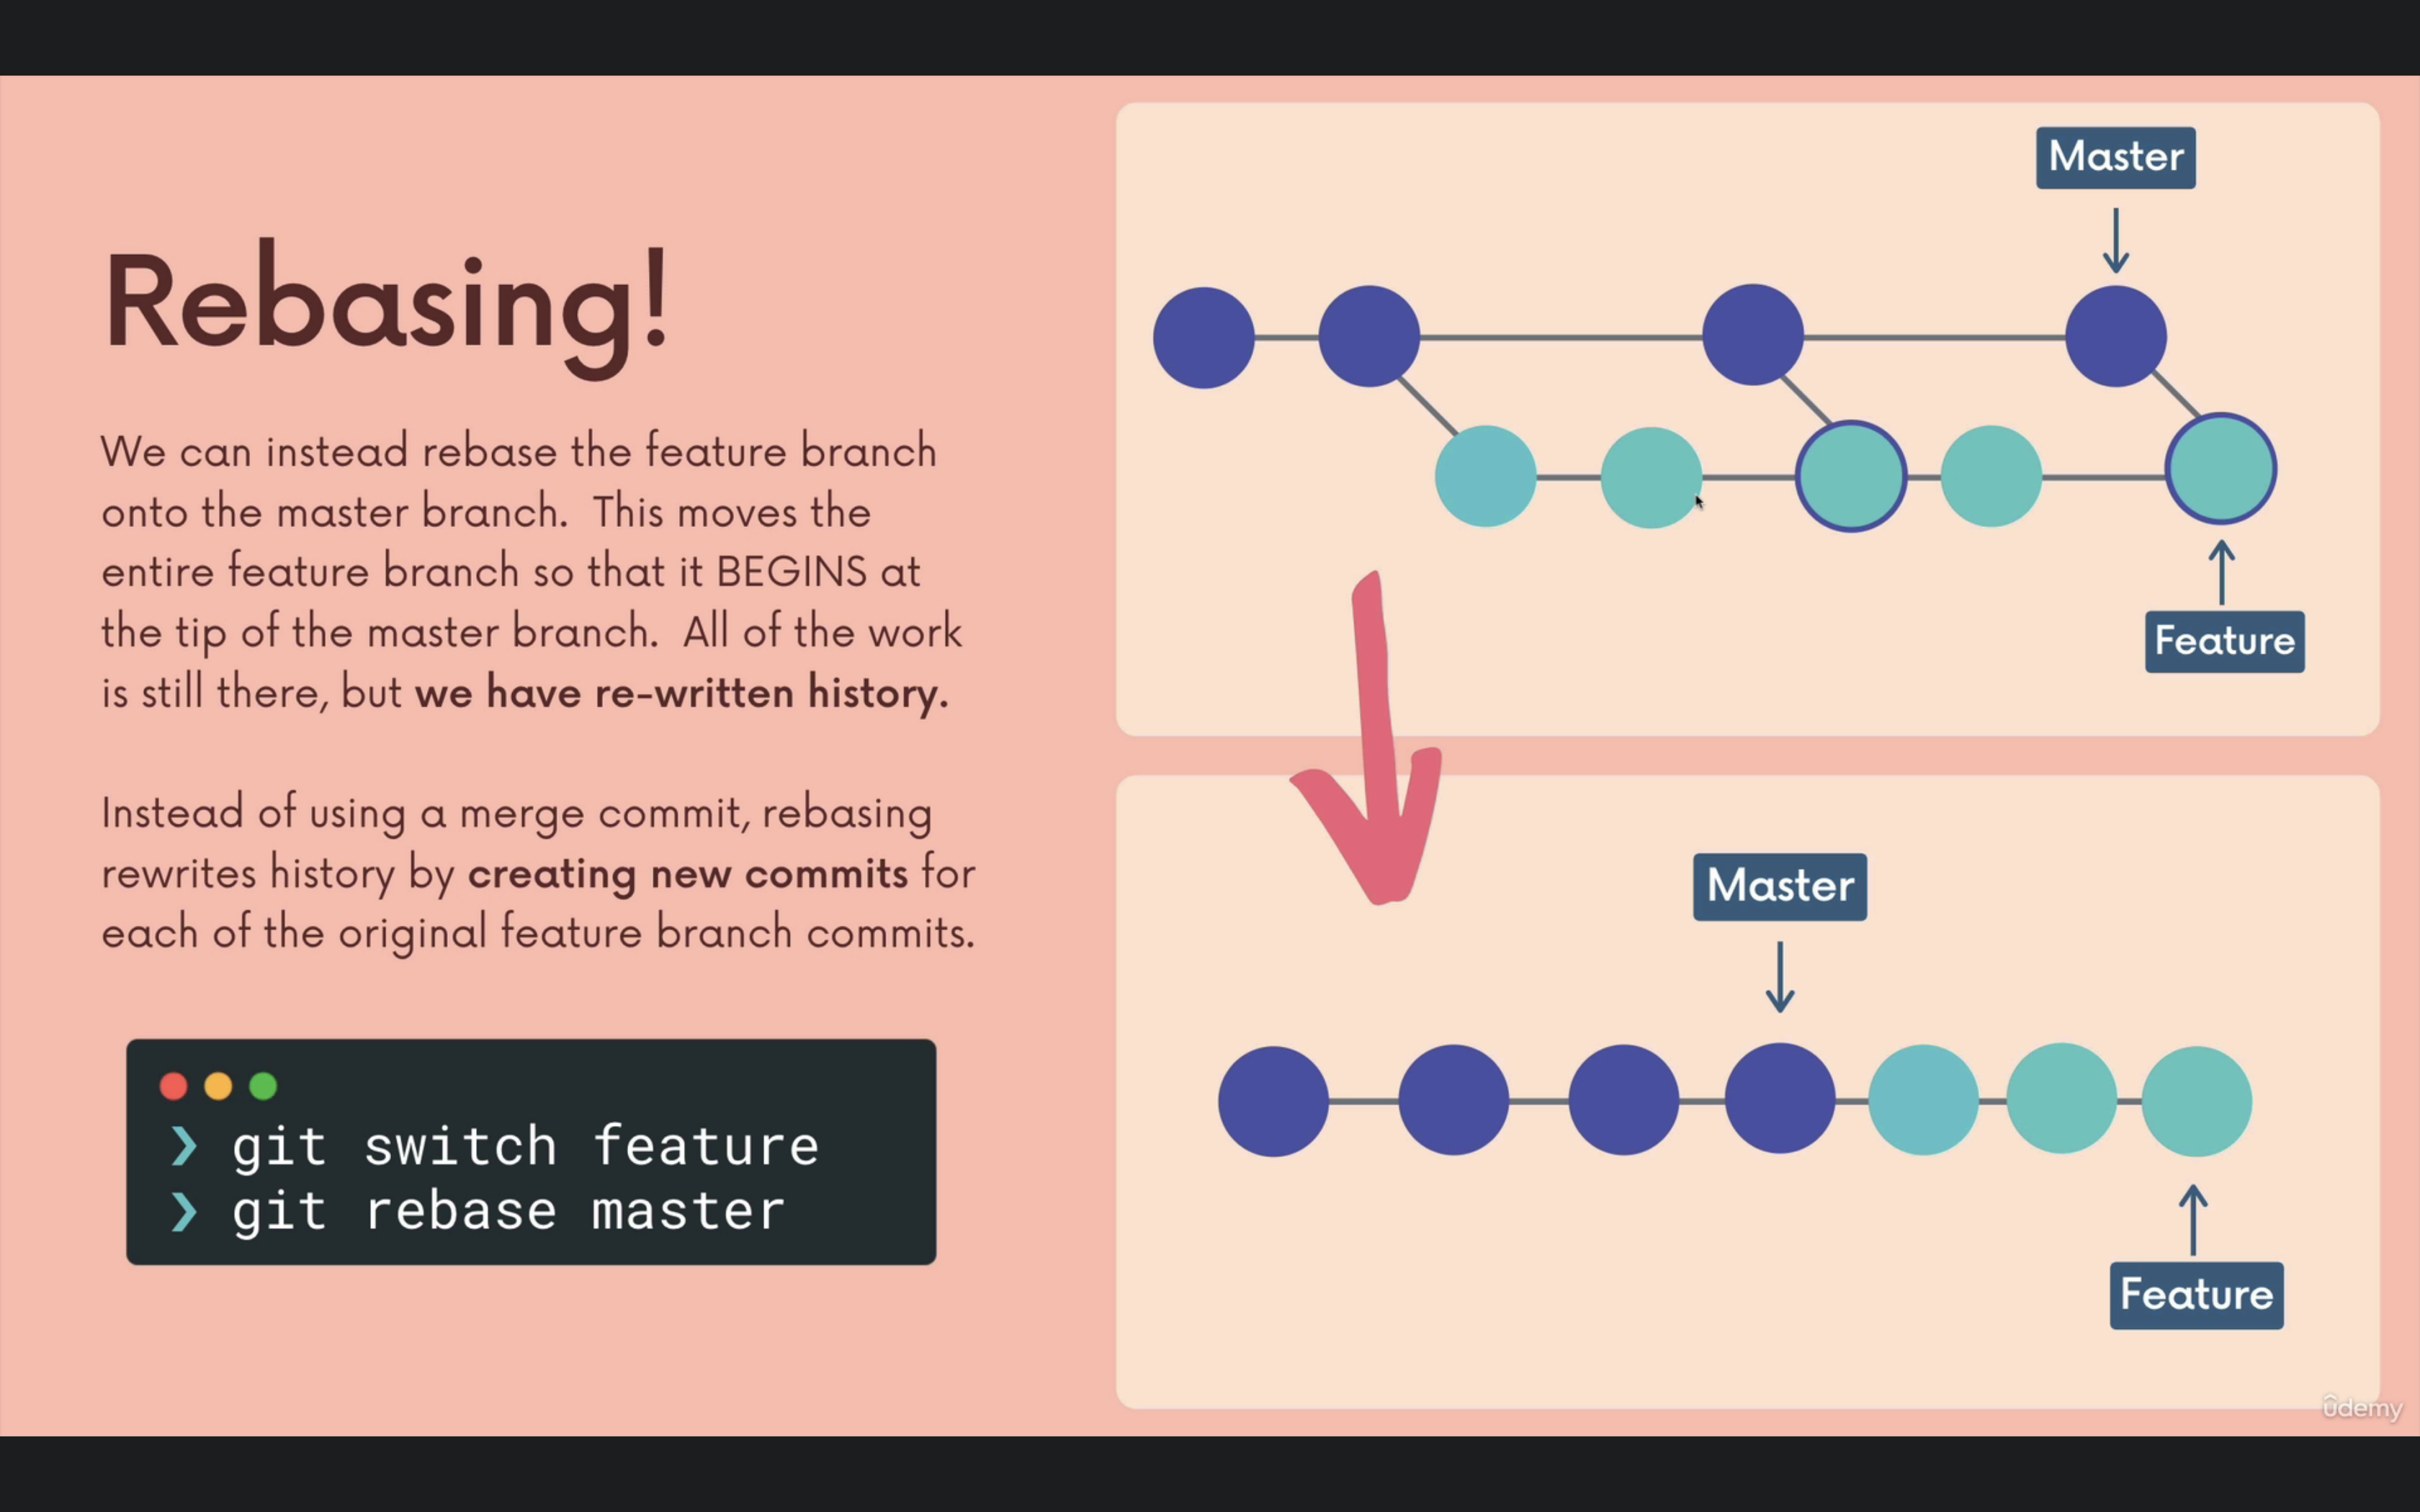 Rebasing!
We can instead rebase the feature branch
onto the master branch.  This moves the
entire feature branch so that it BEGINS at
the tip of the master branch.  All of the work
is still there, but we have re-written history.
Instead of using a merge commit, rebasing
rewrites history by creating new commits for
each of the original feature branch commits.
❯ git switch feature
❯ git rebase master
Master
Feature
Master
Feature
ûdemy